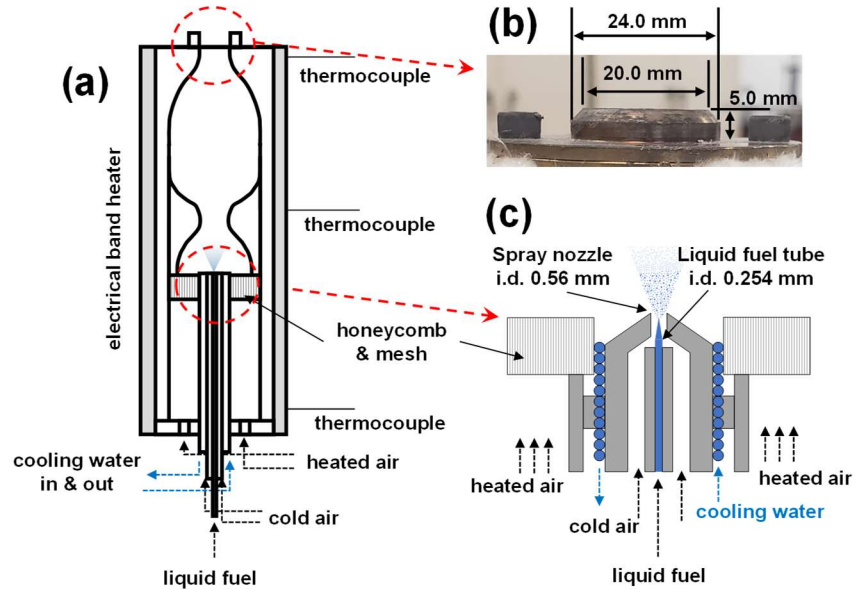 (a)
thermocouple
electrical band heater
thermocouple
honeycomb
& mesh
thermocouple
cooling water
in & out
heated air
cold air
liquid fuel
(b)
24.0 mm
20.0 mm
5.0 mm
(c)
Spray nozzle
i.d. 0.56 mm
Liquid fuel tube
i.d. 0.254 mm
heated air
heated air
cold air
cooling water
liquid fuel